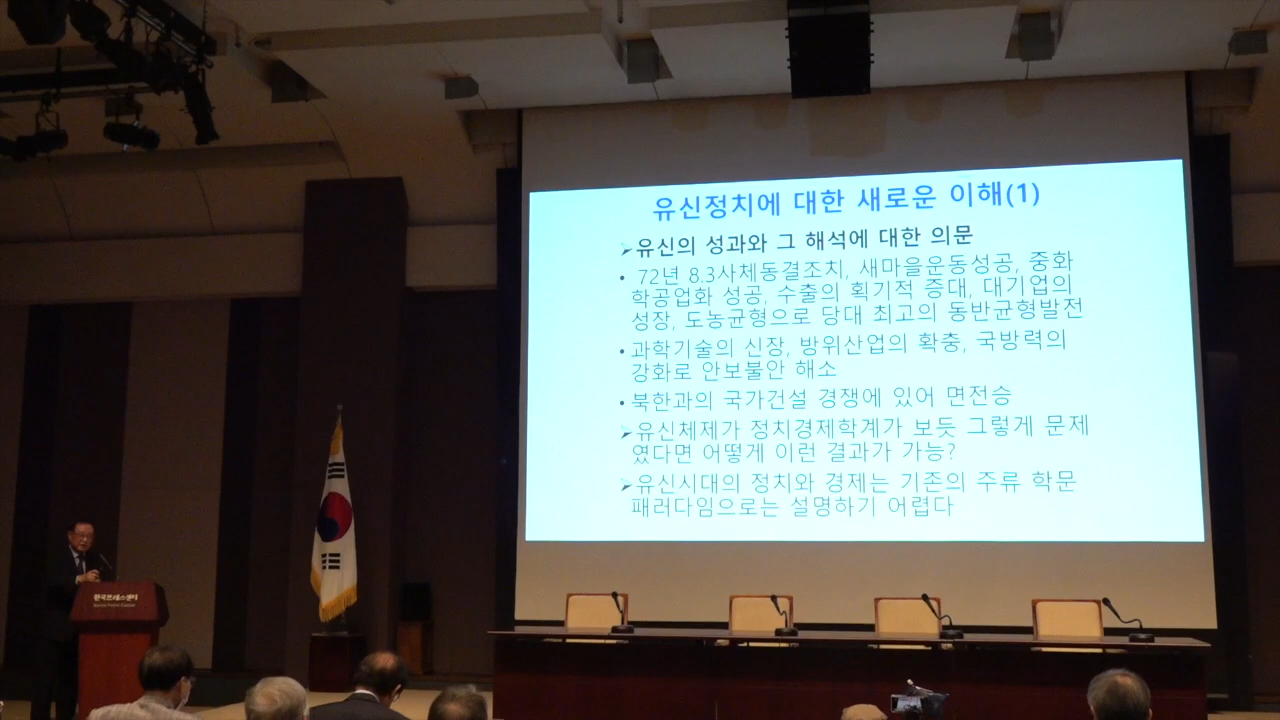 유신정치에 대한 새로운 이해(1)
➢유신의 성과와 그 해석에 대한 의문
• 72년 8.3사체동결조치, 새마을운동성공, 중화
학공업화 성공, 수출의 획기적 증대, 대기업의
성장, 도농균형으로 당대 최고의 동반균형발전
• 과학기술의 신장, 방위산업의 확충, 국방력의
강화로 안보불안 해소
• 북한과의 국가건설 경쟁에 있어 면전승
➢유신체제가 정치경제학계가 보듯 그렇게 문제
였다면 어떻게 이런 결과가 가능?
➢유신시대의 정치와 경제는 기존의 주류 학문
패러다임으로는 설명하기 어렵다
한국프레스센터
Korea Press Center